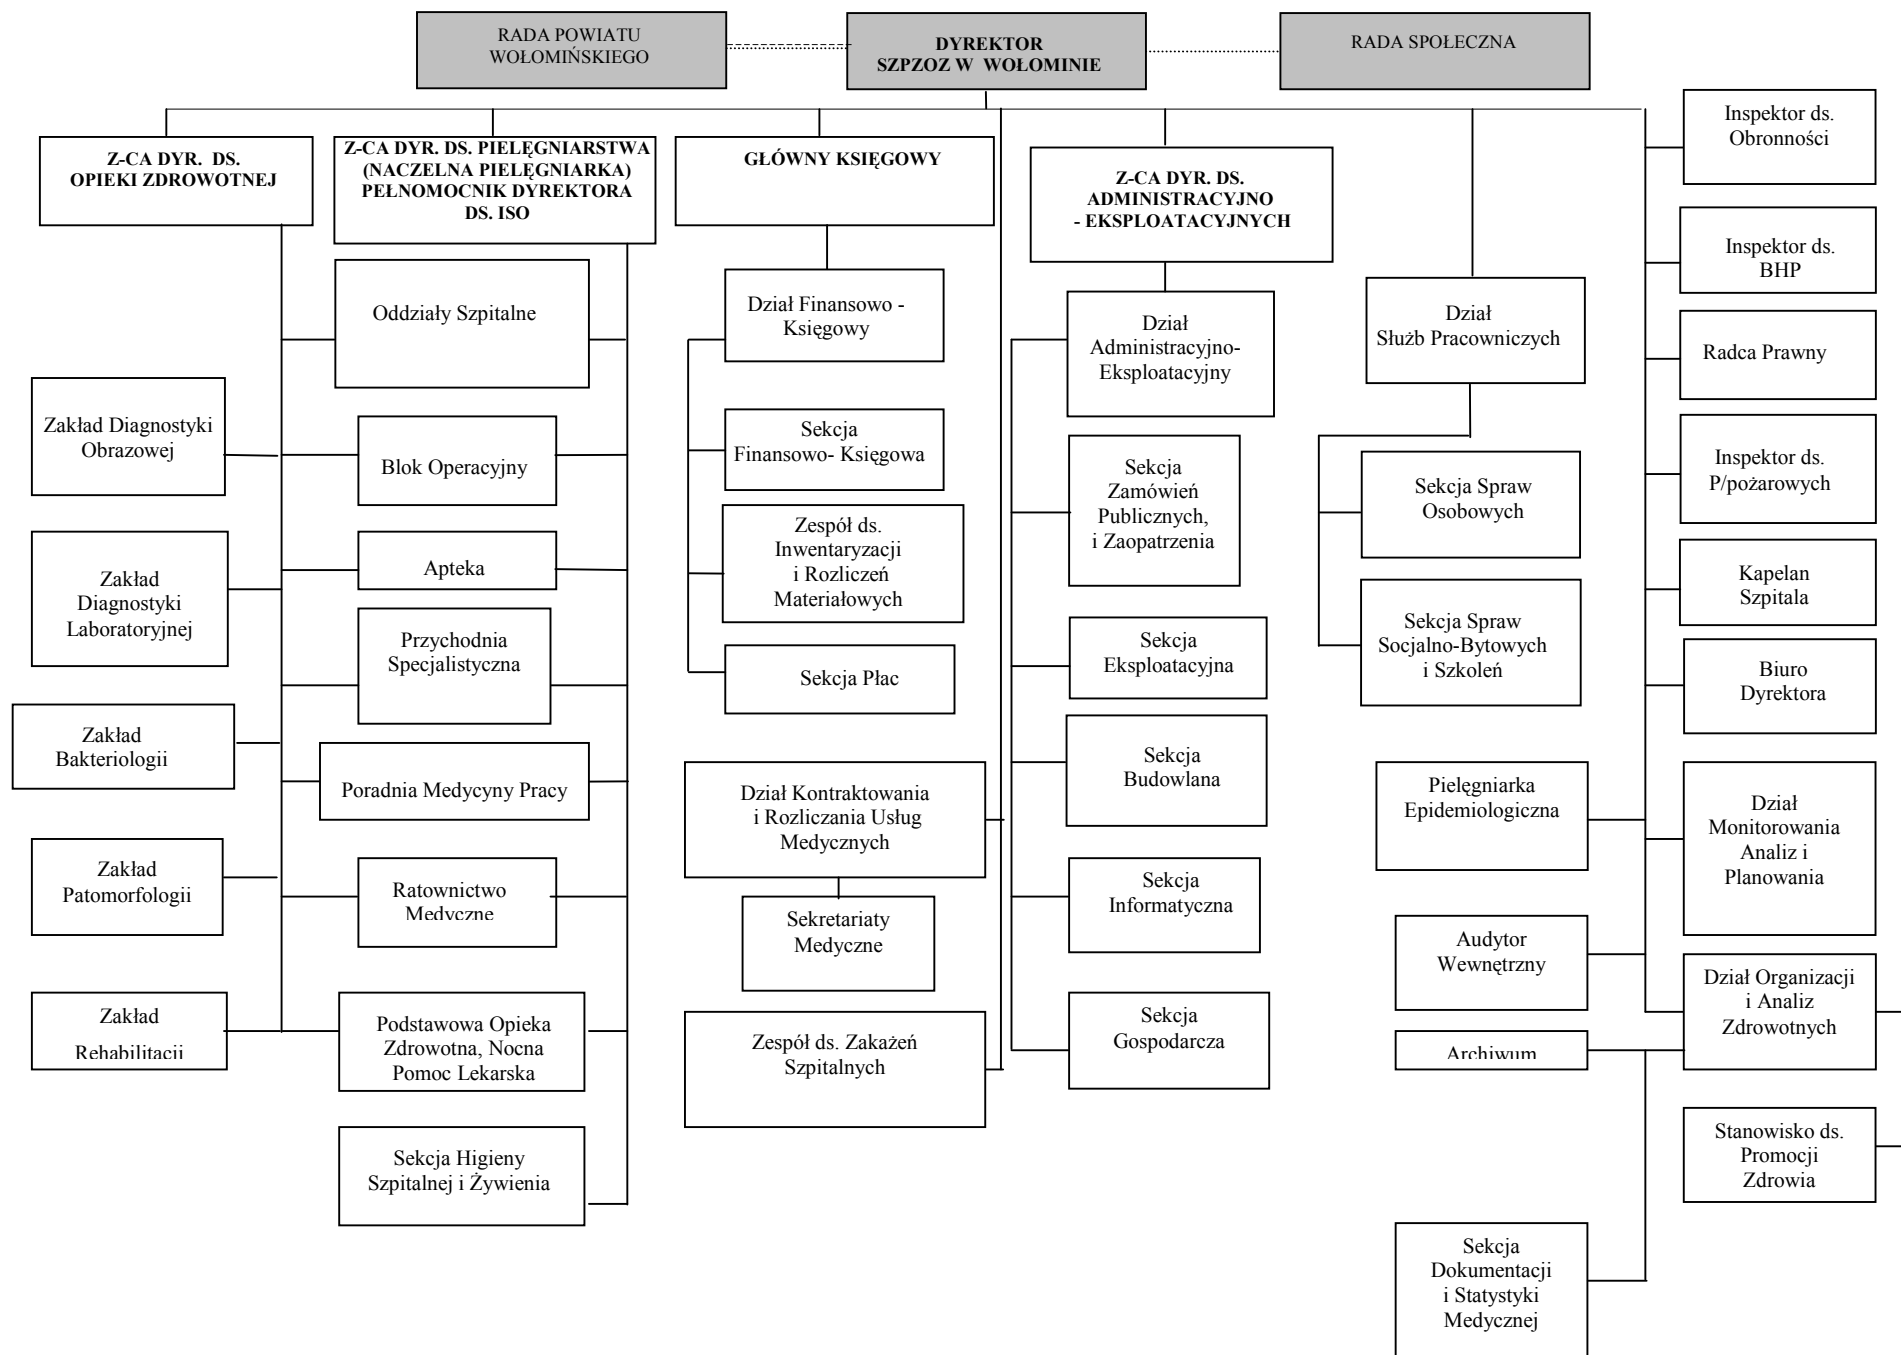 RADA POWIATU
WOŁOMIŃSKIEGO
DYREKTOR
SZPZOZ W WOŁOMINIE
RADA SPOŁECZNA
Z-CA DYR. DS.
OPIEKI ZDROWOTNEJ
Z-CA DYR. DS. PIELĘGNIARSTWA
(NACZELNA PIELĘGNIARKA)
PEŁNOMOCNIK DYREKTORA
DS. ISO
GŁÓWNY KSIĘGOWY
Z-CA DYR. DS.
ADMINISTRACYJNO
- EKSPLOATACYJNYCH
Oddziały Szpitalne
Zakład Diagnostyki
Obrazowej
Blok Operacyjny
Zakład
Diagnostyki
Laboratoryjnej
Apteka
Przychodnia
Specjalistyczna
Zakład
Bakteriologii
Poradnia Medycyny Pracy
Zakład
Patomorfologii
Ratownictwo
Medyczne
Zakład
Rehabilitacji
Podstawowa Opieka
Zdrowotna, Nocna
Pomoc Lekarska
Sekcja Higieny
Szpitalnej i Żywienia
Dział Finansowo -
Księgowy
Sekcja
Finansowo- Księgowa
Zespół ds.
Inwentaryzacji
i Rozliczeń
Materiałowych
Sekcja Płac
Dział Kontraktowania
i Rozliczania Usług
Medycznych
Sekretariaty
Medyczne
Zespół ds. Zakażeń
Szpitalnych
Dział
Administracyjno-
Eksploatacyjny
Sekcja
Zamówień
Publicznych,
i Zaopatrzenia
Sekcja
Eksploatacyjna
Sekcja
Budowlana
Sekcja
Informatyczna
Sekcja
Gospodarcza
Dział
Służb Pracowniczych
Sekcja Spraw
Osobowych
Sekcja Spraw
Socjalno-Bytowych
i Szkoleń
Pielęgniarka
Epidemiologiczna
Audytor
Wewnętrzny
Archiwum
Sekcja
Dokumentacji
i Statystyki
Medycznej
Inspektor ds.
Obronności
Inspektor ds.
BHP
Radca Prawny
Inspektor ds.
P/pożarowych
Kapelan
Szpitala
Biuro
Dyrektora
Dział
Monitorowania
Analiz i
Planowania
Dział Organizacji
i Analiz
Zdrowotnych
Stanowisko ds.
Promocji
Zdrowia